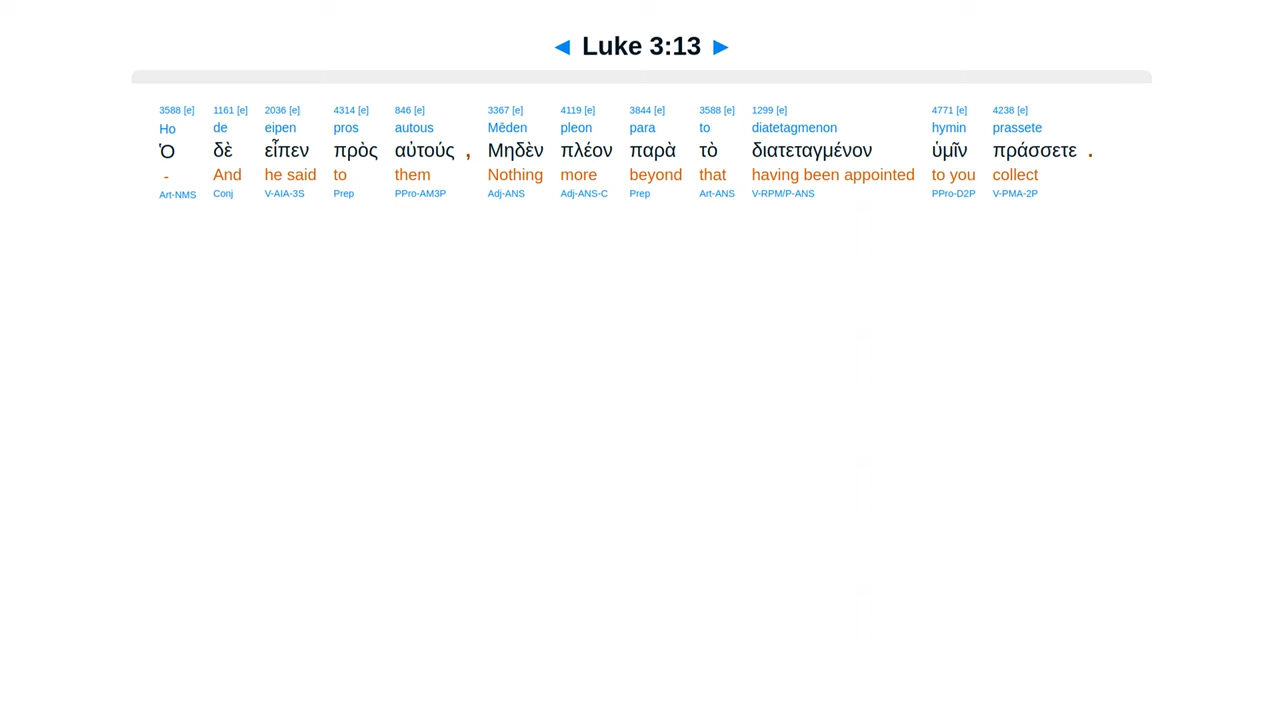 ◄ Luke 3:13 ►
3588 [e] 1161 [e] 2036 [e] 4314 [e] 846 [e] 3367 [e] 4119 [e] 3844 [e] 3588 [e] 1299 [e] 4771 [e] 4238 [e]
Ho de eipen pros autous Mēden pleon para to diatetagmenon hymin prassete
Ὁ δὲ εἶπεν πρὸς αὐτούς , Μηδὲν πλέον παρὰ τὸ διατεταγμένον ὑμῖν πράσσετε .
- And he said to them Nothing more beyond that having been appointed to you collect
Art-NMS Conj V-AIA-3S Prep PPro-AM3P Adj-ANS Adj-ANS-C Prep Art-ANS V-RPM/P-ANS PPro-D2P V-PMA-2P